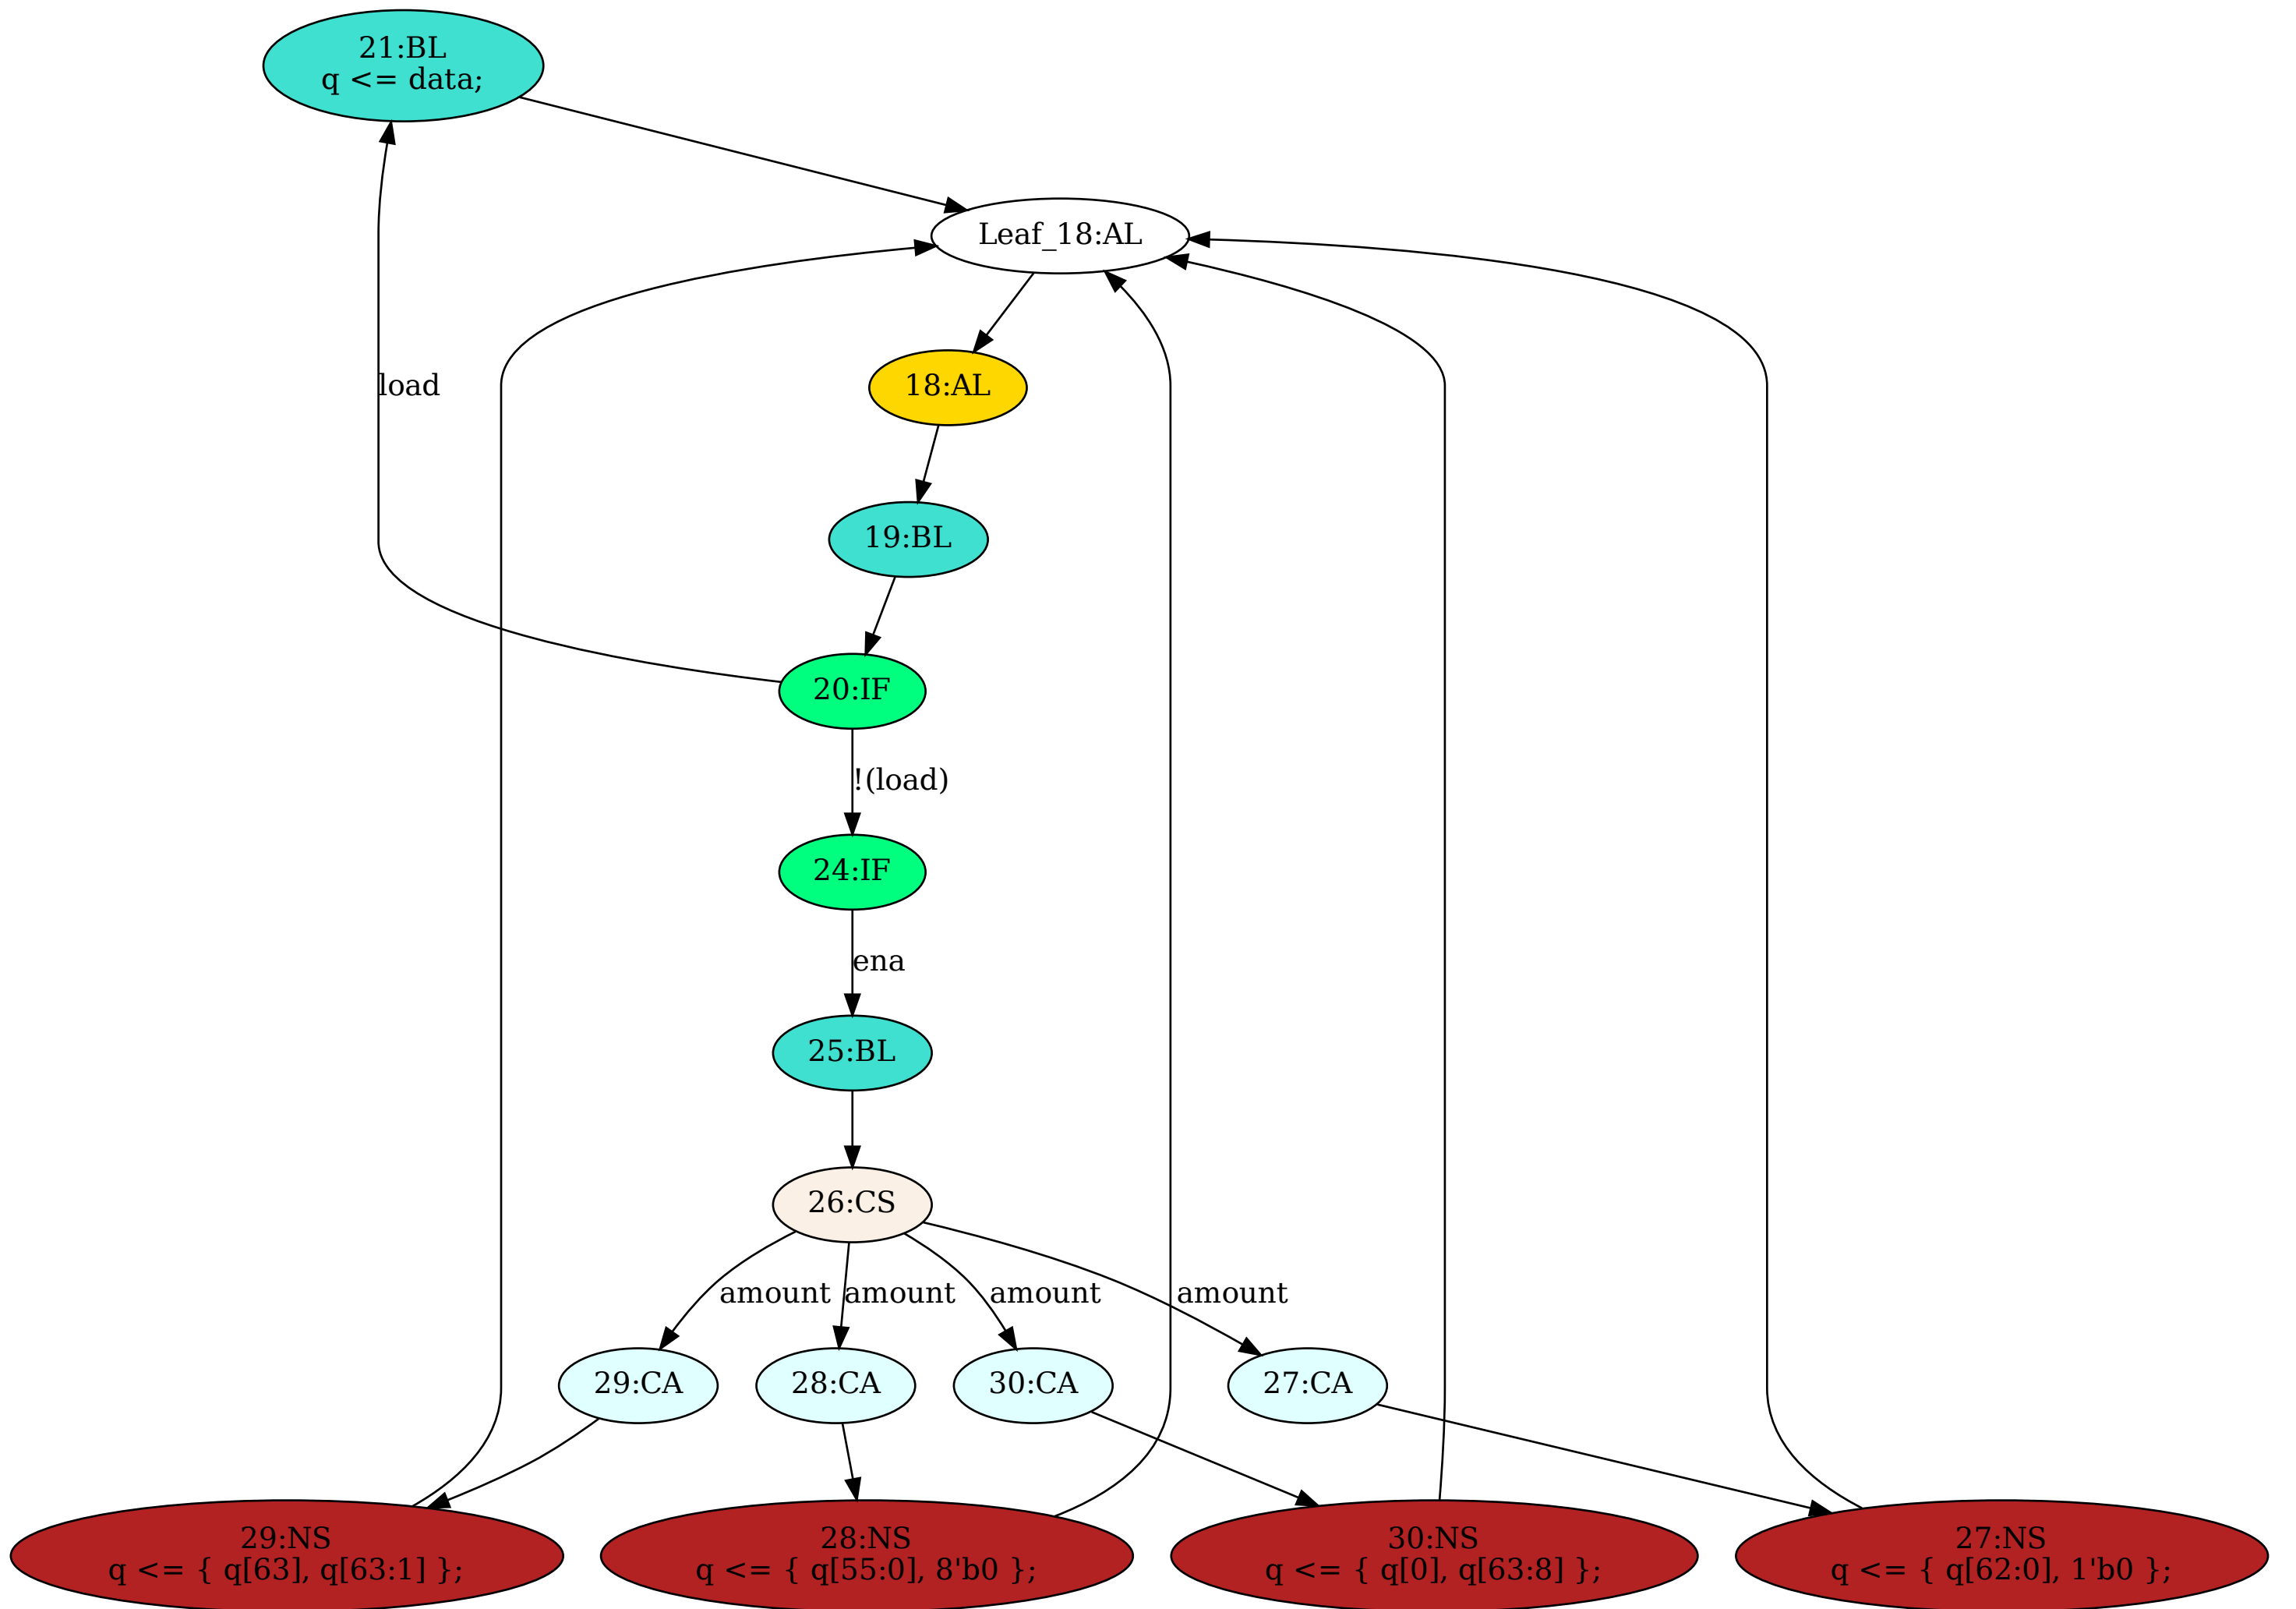 21:BL
q <= data;
Leaf_18:AL
18:AL
load
19:BL
20:IF
!(load)
24:IF
ena
25:BL
26:CS
amount
amount
amount
amount
29:CA
28:CA
30:CA
27:CA
29:NS
q <= { q[63], q[63:1] };
28:NS
q <= { q[55:0], 8'b0 };
30:NS
q <= { q[0], q[63:8] };
27:NS
q <= { q[62:0], 1'b0 };